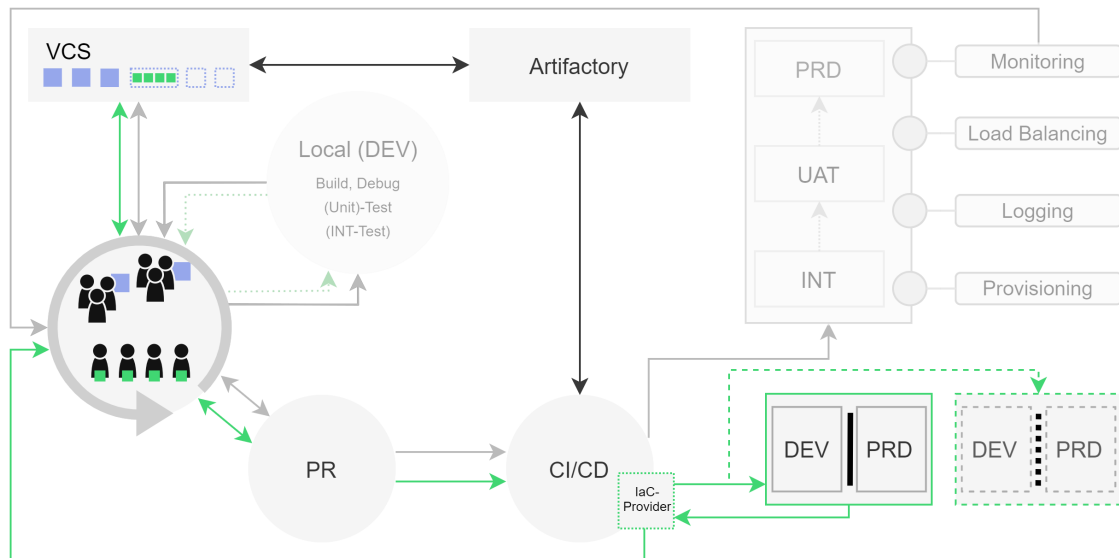 VCS
Artifactory
Local (DEV)
Build, Debug
(Unit)-Test
(INT-Test)
PRD
UAT
INT
Monitoring
Load Balancing
Logging
Provisioning
PR
CI/CD
IaC-
Provider
DEV
PRD
DEV
PRD